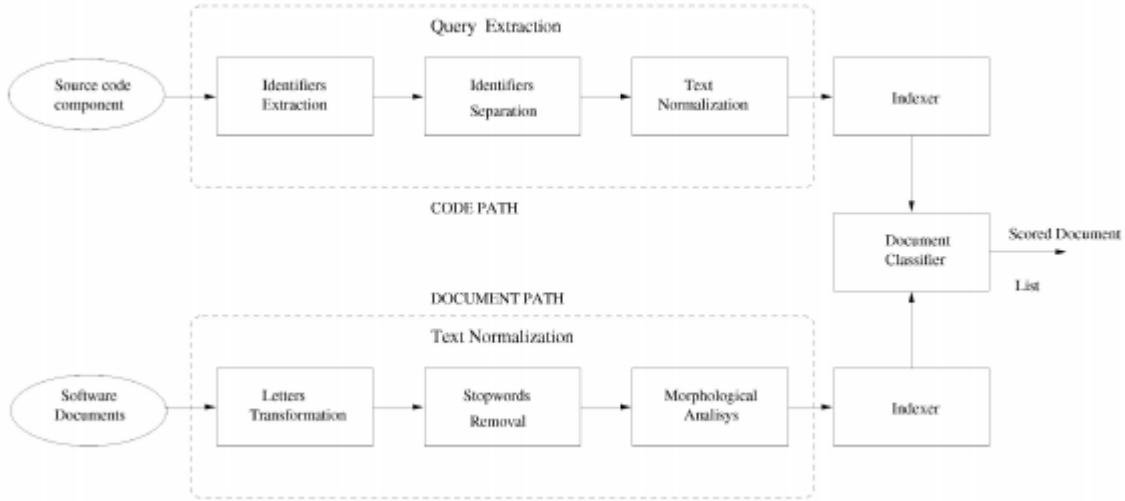 Query Extraction
Source code
component
Identifiers
Extraction
Identifiers
Separation
Text
Normalization
Indexer
CODE PATH
Document
Classifier
Scored Document
List
DOCUMENT PATH
Text Normalization
Software
Documents
Letters
Transformation
Stopwords
Removal
Morphological
Analisys
Indexer